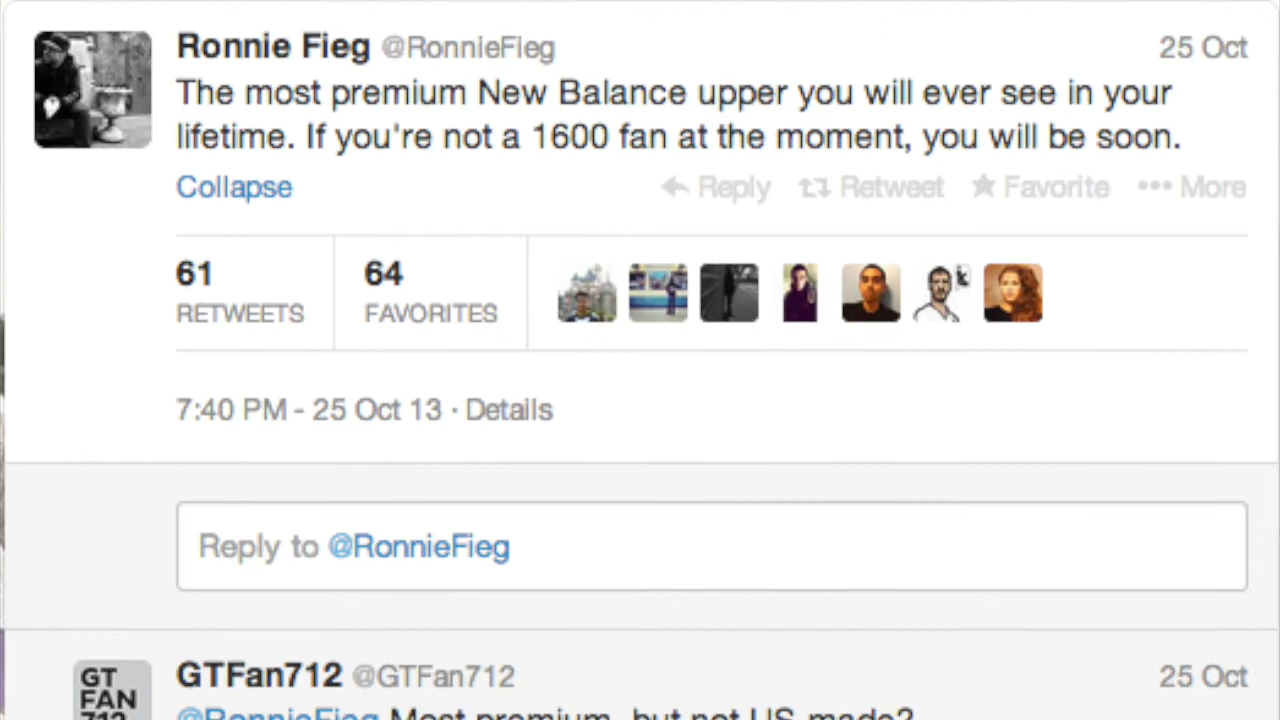 Ronnie Fieg @RonnieFieg 25 Oct
The most premium New Balance upper you will ever see in your
lifetime. If you're not a 1600 fan at the moment, you will be soon.
Collapse Reply Retweet Favorite More
61 64
RETWEETS FAVORITES
7:40 PM - 25 Oct 13 · Details
Reply to @RonnieFieg
GT
FAN
712
GTFan712 @GTFan712 25 Oct
@RonnieFieg Most premium, but not US-made?